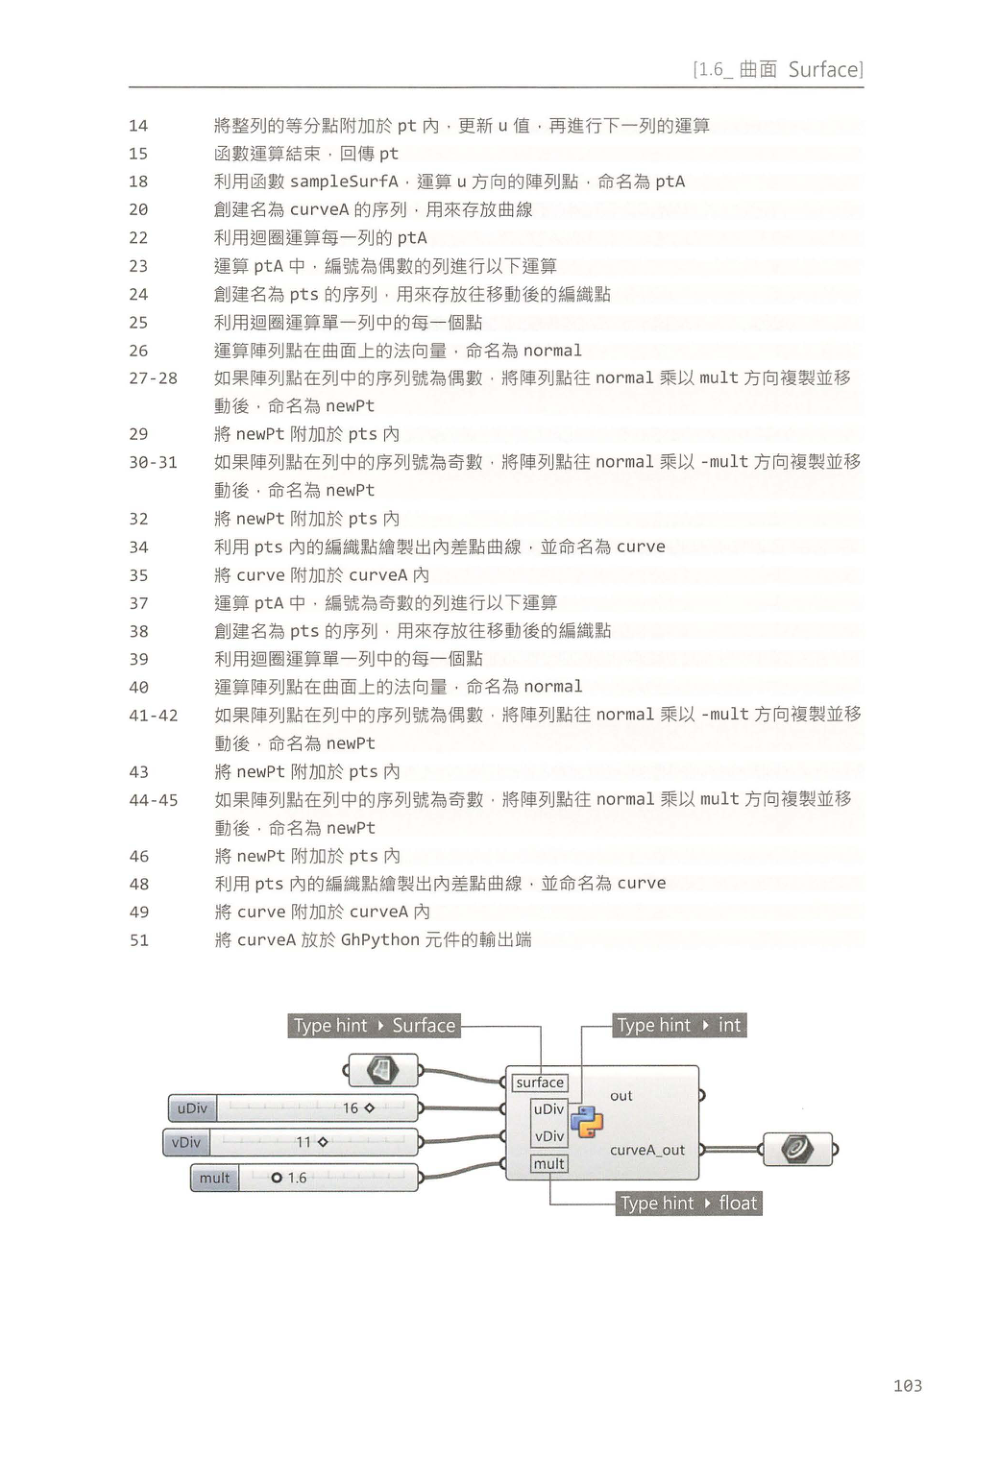 [1.6_ 曲面 Surface]
14 將整列的等分點附加於 pt 內，更新 u 值，再進行下一列的運算
15 函數運算結束，回傳 pt
18 利用函數 sampleSurfA，運算 u 方向的陣列點，命名為 ptA
20 創建名為 curveA 的序列，用來存放曲線
22 利用迴圈運算每一列的 ptA
23 運算 ptA 中，編號為偶數的列進行以下運算
24 創建名為 pts 的序列，用來存放往移動後的編織點
25 利用迴圈運算單一列中的每一個點
26 運算陣列點在曲面上的法向量，命名為 normal
27-28 如果陣列點在列中的序列號為偶數，將陣列點往 normal 乘以 mult 方向複製並移
動後，命名為 newPt
29 將 newPt 附加於 pts 內
30-31 如果陣列點在列中的序列號為奇數，將陣列點往 normal 乘以 -mult 方向複製並移
動後，命名為 newPt
32 將 newPt 附加於 pts 內
34 利用 pts 內的編織點繪製出內差點曲線，並命名為 curve
35 將 curve 附加於 curveA 內
37 運算 ptA 中，編號為奇數的列進行以下運算
38 創建名為 pts 的序列，用來存放往移動後的編織點
39 利用迴圈運算單一列中的每一個點
40 運算陣列點在曲面上的法向量，命名為 normal
41-42 如果陣列點在列中的序列號為偶數，將陣列點往 normal 乘以 -mult 方向複製並移
動後，命名為 newPt
43 將 newPt 附加於 pts 內
44-45 如果陣列點在列中的序列號為奇數，將陣列點往 normal 乘以 mult 方向複製並移
動後，命名為 newPt
46 將 newPt 附加於 pts 內
48 利用 pts 內的編織點繪製出內差點曲線，並命名為 curve
49 將 curve 附加於 curveA 內
51 將 curveA 放於 GhPython 元件的輸出端
Type hint ▸ Surface
Type hint ▸ int
surface
out
uDiv 16
uDiv
vDiv 11
vDiv
curveA_out
mult 1.6
mult
Type hint ▸ float
103